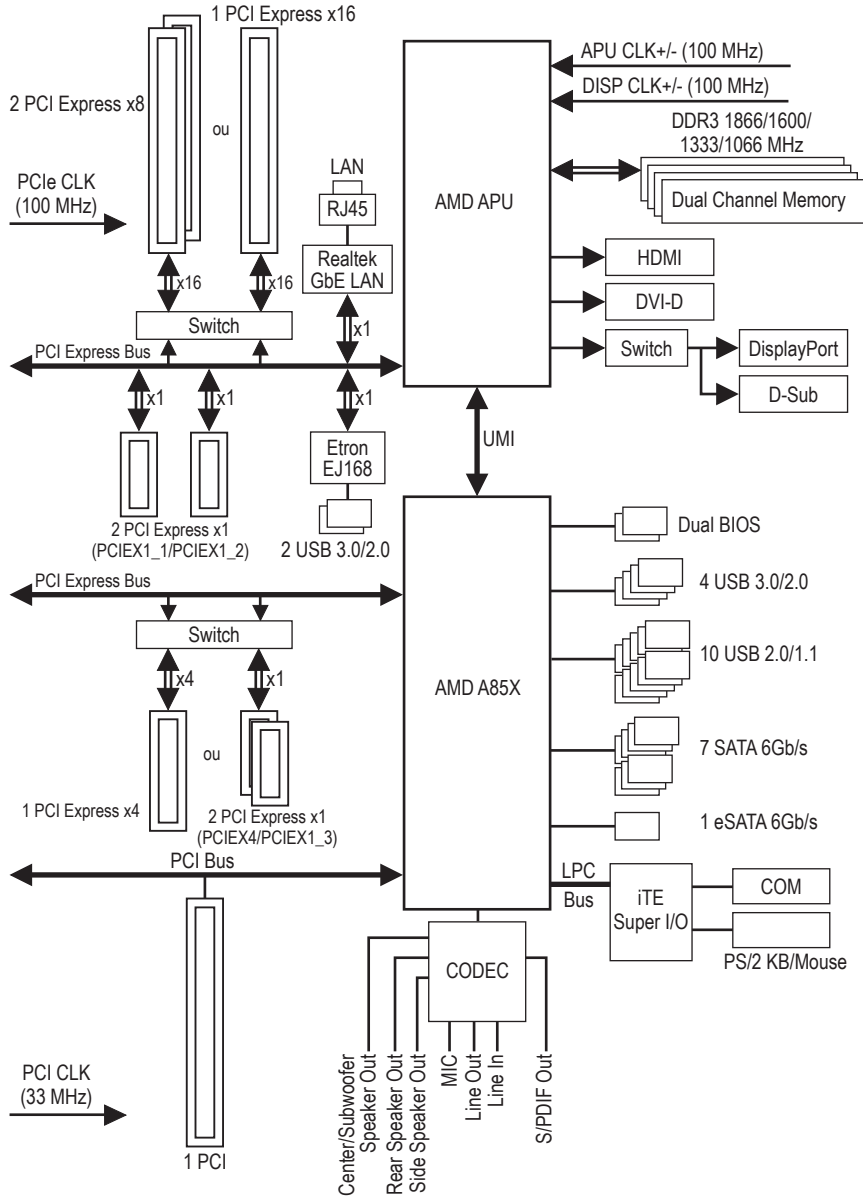 1 PCI Express x16
2 PCI Express x8
ou
PCIe CLK
(100 MHz)
x16
x16
Switch
PCI Express Bus
LAN
RJ45
Realtek
GbE LAN
x1
AMD APU
APU CLK+/- (100 MHz)
DISP CLK+/- (100 MHz)
DDR3 1866/1600/
1333/1066 MHz
Dual Channel Memory
HDMI
DVI-D
Switch
DisplayPort
D-Sub
x1
x1
x1
Etron
EJ168
2 PCI Express x1
(PCIEX1_1/PCIEX1_2)
2 USB 3.0/2.0
UMI
PCI Express Bus
Switch
x4
x1
ou
1 PCI Express x4
2 PCI Express x1
(PCIEX4/PCIEX1_3)
AMD A85X
Dual BIOS
4 USB 3.0/2.0
10 USB 2.0/1.1
7 SATA 6Gb/s
1 eSATA 6Gb/s
PCI Bus
LPC
Bus
iTE
Super I/O
COM
PS/2 KB/Mouse
CODEC
Center/Subwoofer
Speaker Out
Rear Speaker Out
Side Speaker Out
MIC
Line Out
Line In
S/PDIF Out
PCI CLK
(33 MHz)
1 PCI